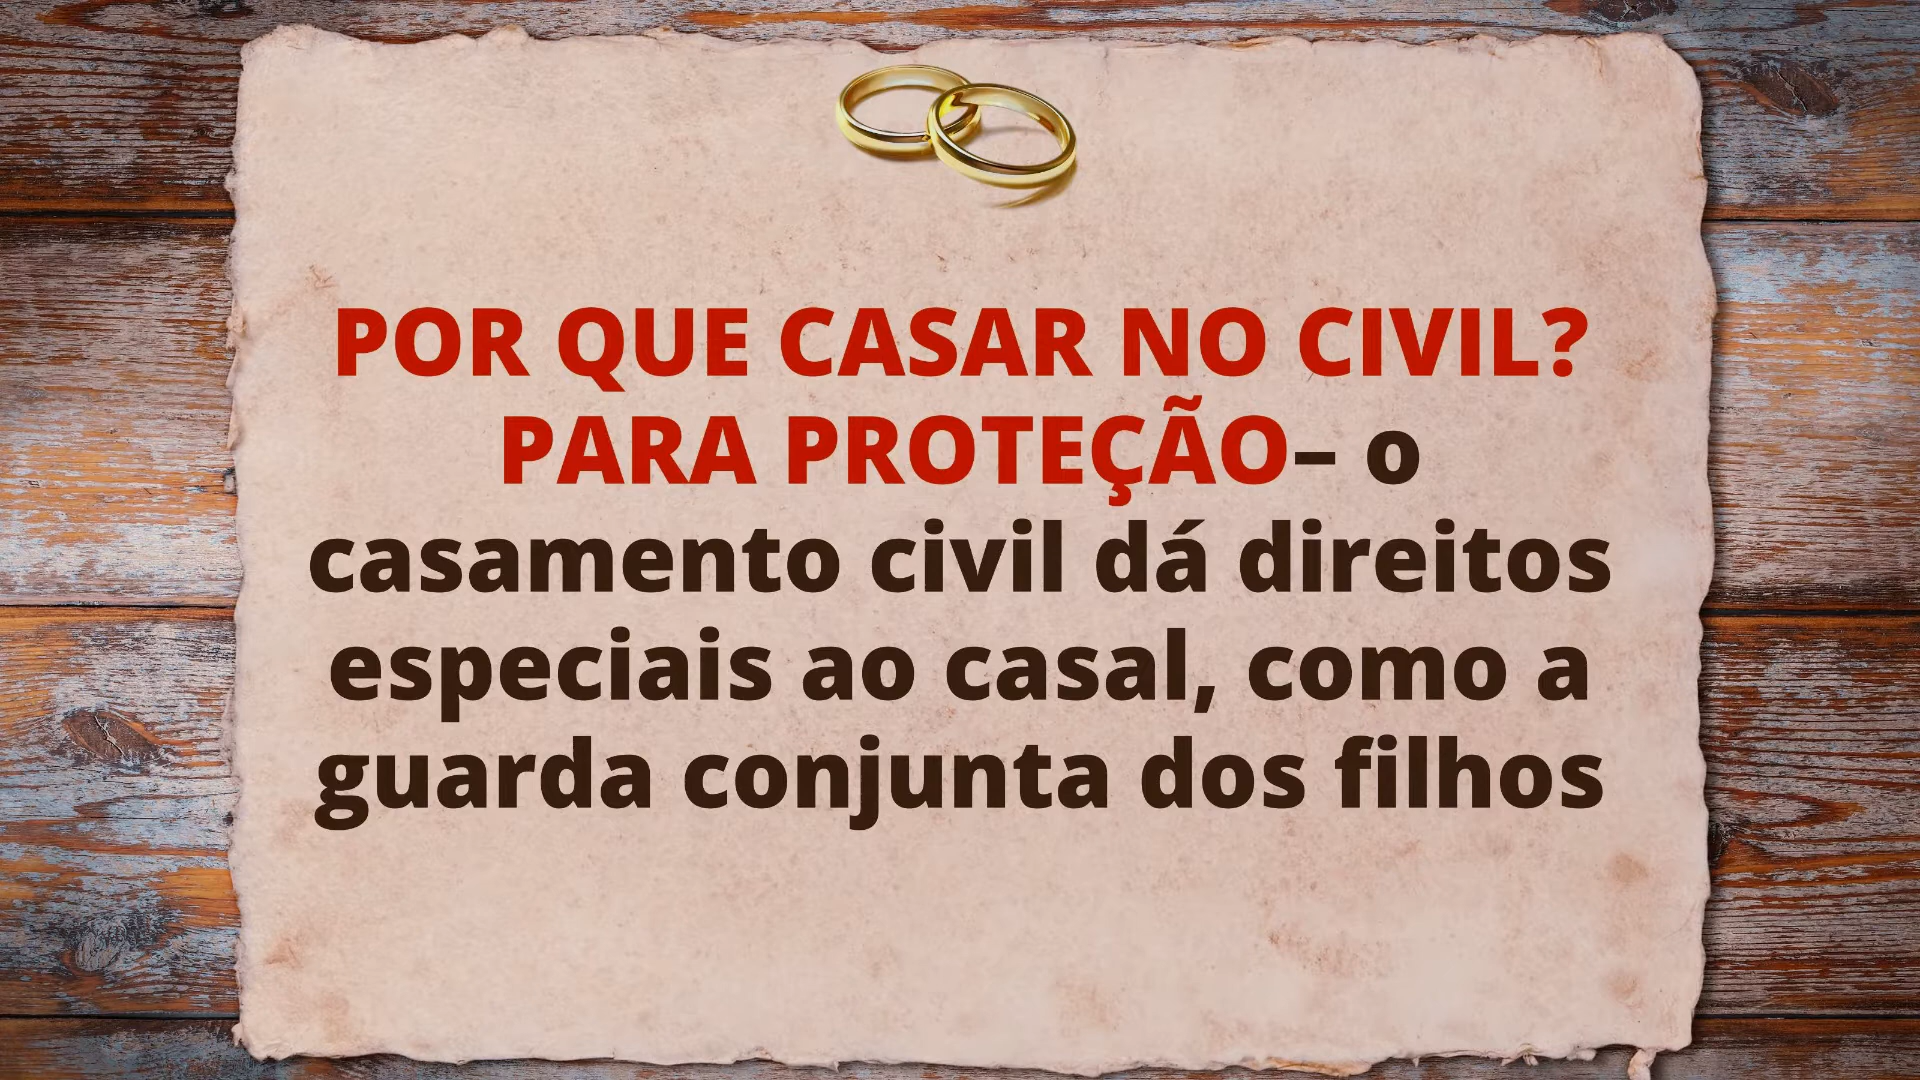 POR QUE CASAR NO CIVIL?
PARA PROTEÇÃO– o
casamento civil dá direitos
especiais ao casal, como a
guarda conjunta dos filhos